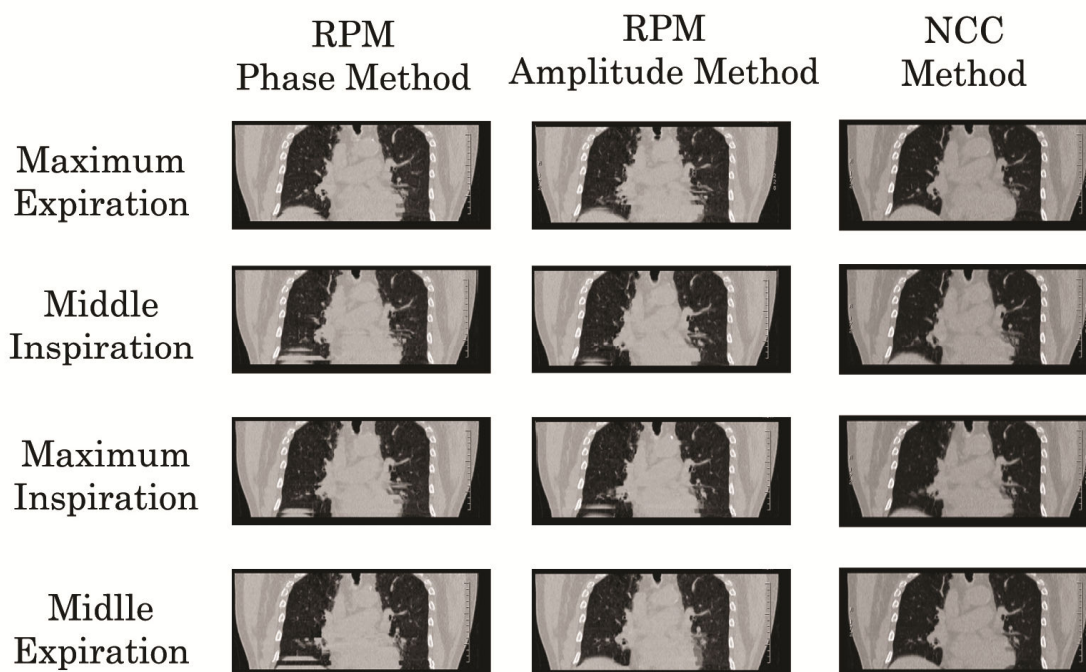 RPM
Phase Method
RPM
Amplitude Method
NCC
Method
Maximum
Expiration
Middle
Inspiration
Maximum
Inspiration
Midlle
Expiration